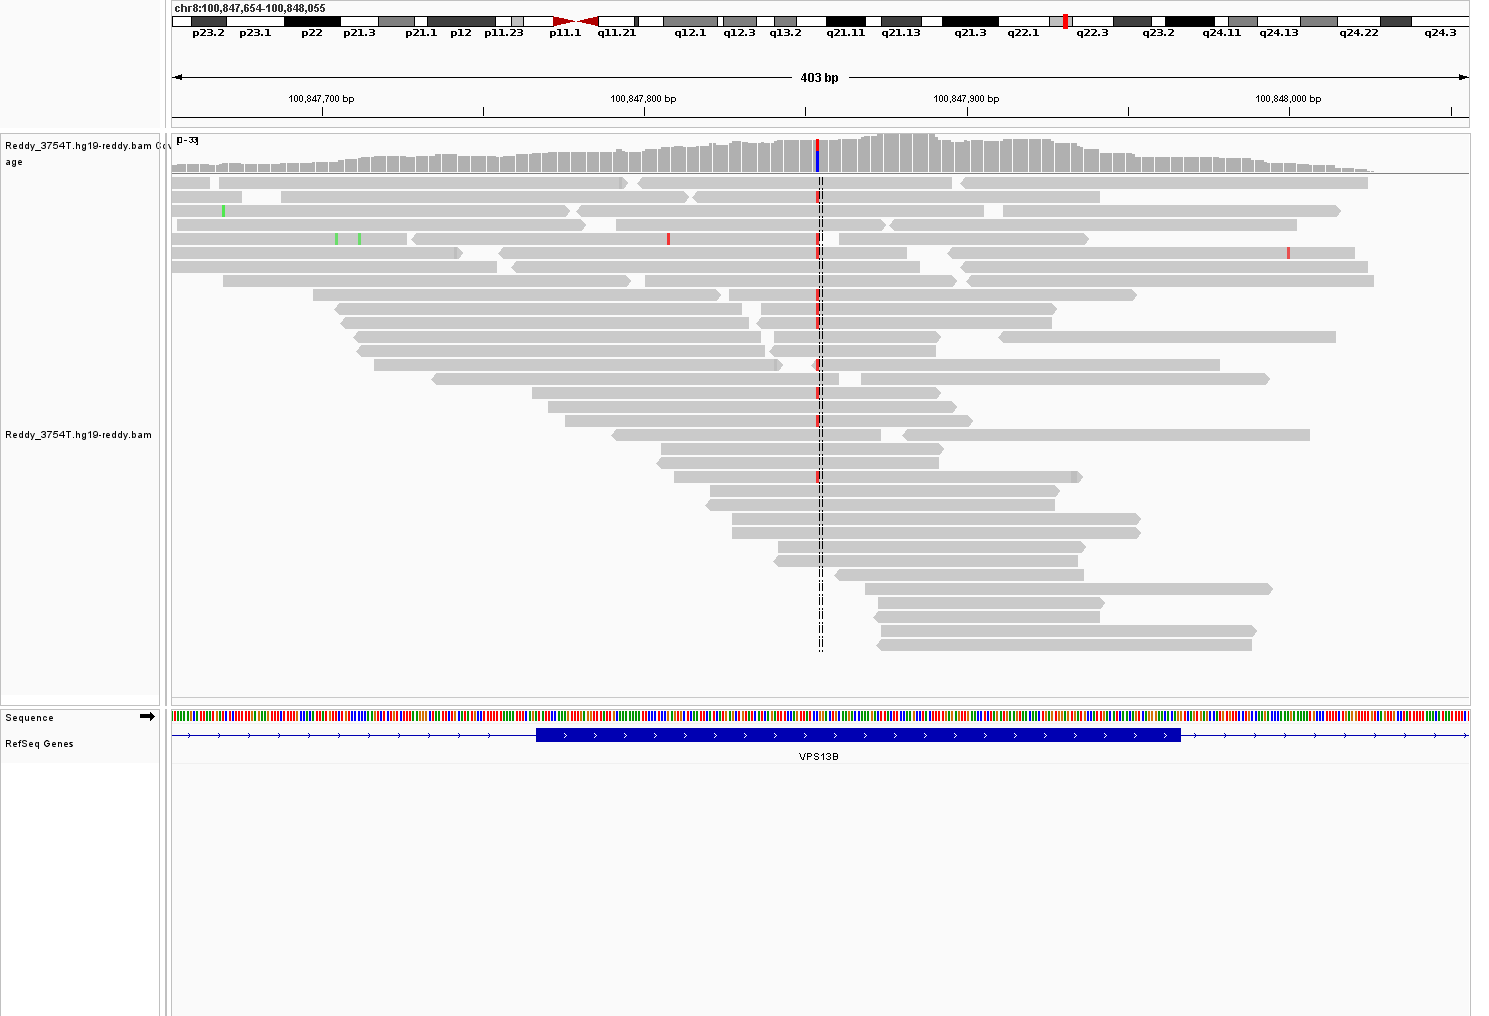 chr8:100,847,654-100,848,055
p23.2 p23.1 p22 p21.3 p21.1 p12 p11.23 p11.1 q11.21 q12.1 q12.3 q13.2 q21.11 q21.13 q21.3 q22.1 q22.3 q23.2 q24.11 q24.13 q24.22 q24.3
403 bp
100,847,700 bp 100,847,800 bp 100,847,900 bp 100,848,000 bp
Reddy_3754T.hg19-reddy.bam Cov
age
[0-33]
Reddy_3754T.hg19-reddy.bam
Sequence
RefSeq Genes
VPS13B